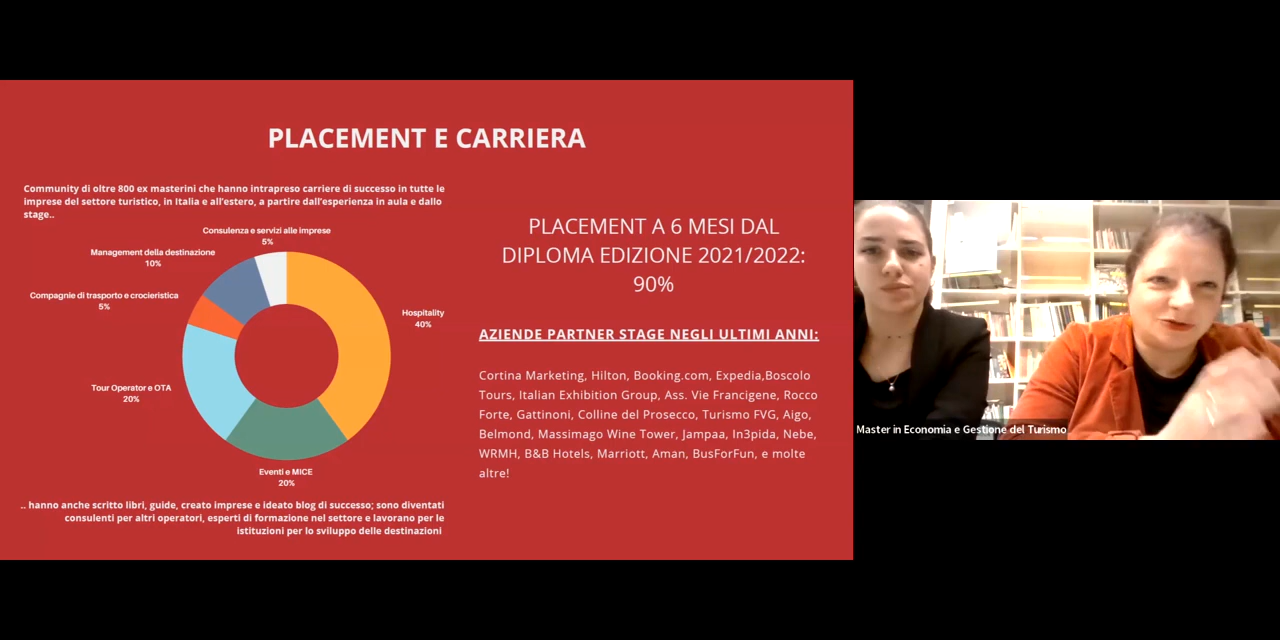 PLACEMENT E CARRIERA
Community di oltre 800 ex masterini che hanno intrapreso carriere di successo in tutte le
imprese del settore turistico, in Italia e all'estero, a partire dall'esperienza in aula e dallo
stage..
Consulenza e servizi alle imprese
5%
Management della destinazione
10%
Compagnie di trasporto e crocieristica
5%
Hospitality
40%
Tour Operator e OTA
20%
Eventi e MICE
20%
.. hanno anche scritto libri, guide, creato imprese e ideato blog di successo; sono diventati
consulenti per altri operatori, esperti di formazione nel settore e lavorano per le
istituzioni per lo sviluppo delle destinazioni
PLACEMENT A 6 MESI DAL
DIPLOMA EDIZIONE 2021/2022:
90%
AZIENDE PARTNER STAGE NEGLI ULTIMI ANNI:
Cortina Marketing, Hilton, Booking.com, Expedia,Boscolo
Tours, Italian Exhibition Group, Ass. Vie Francigene, Rocco
Forte, Gattinoni, Colline del Prosecco, Turismo FVG, Aigo,
Belmond, Massimago Wine Tower, Jampaa, In3pida, Nebe,
WRMH, B&B Hotels, Marriott, Aman, BusForFun, e molte
altre!
Master in Economia e Gestione del Turismo